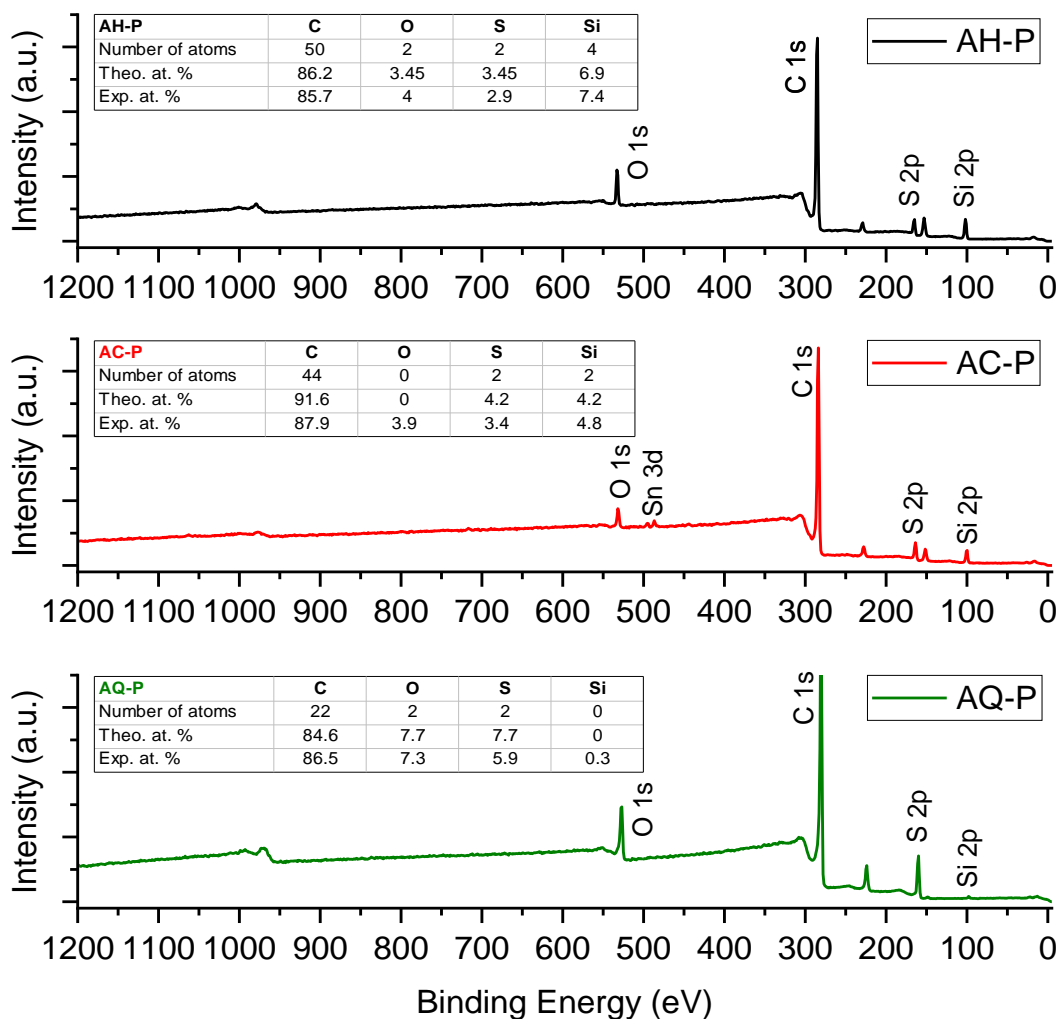 AH-P C O S Si
Number of atoms 50 2 2 4
Theo. at. % 86.2 3.45 3.45 6.9
Exp. at. % 85.7 4 2.9 7.4
AH-P
C 1s
O 1s
S 2p
Si 2p
Intensity (a.u.)
1200 1100 1000 900 800 700 600 500 400 300 200 100 0
AC-P C O S Si
Number of atoms 44 0 2 2
Theo. at. % 91.6 0 4.2 4.2
Exp. at. % 87.9 3.9 3.4 4.8
AC-P
C 1s
O 1s
Sn 3d
S 2p
Si 2p
Intensity (a.u.)
1200 1100 1000 900 800 700 600 500 400 300 200 100 0
AQ-P C O S Si
Number of atoms 22 2 2 0
Theo. at. % 84.6 7.7 7.7 0
Exp. at. % 86.5 7.3 5.9 0.3
AQ-P
C 1s
O 1s
S 2p
Si 2p
Intensity (a.u.)
1200 1100 1000 900 800 700 600 500 400 300 200 100 0
Binding Energy (eV)